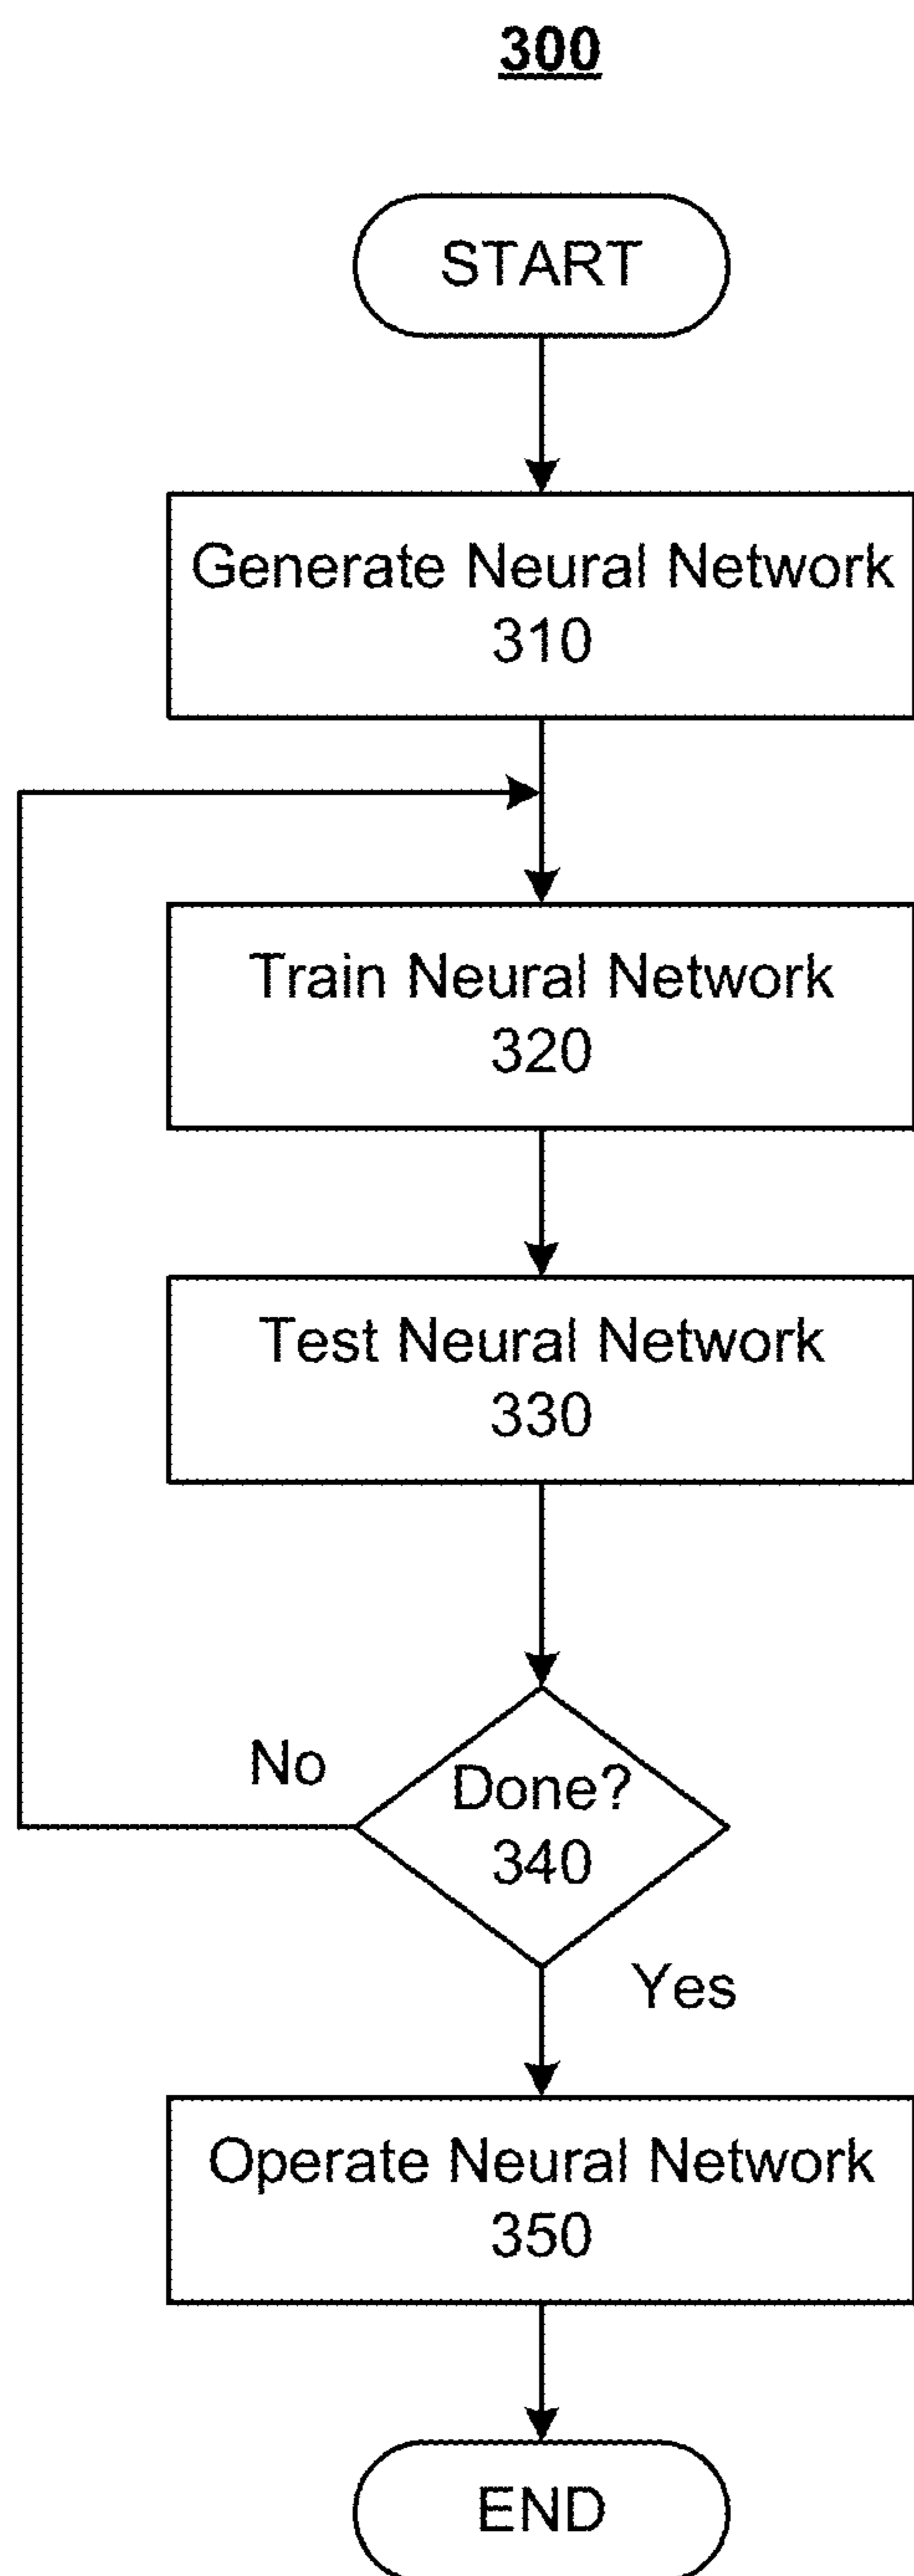 300
START
Generate Neural Network
310
Train Neural Network
320
Test Neural Network
330
No
Done?
340
Yes
Operate Neural Network
350
END